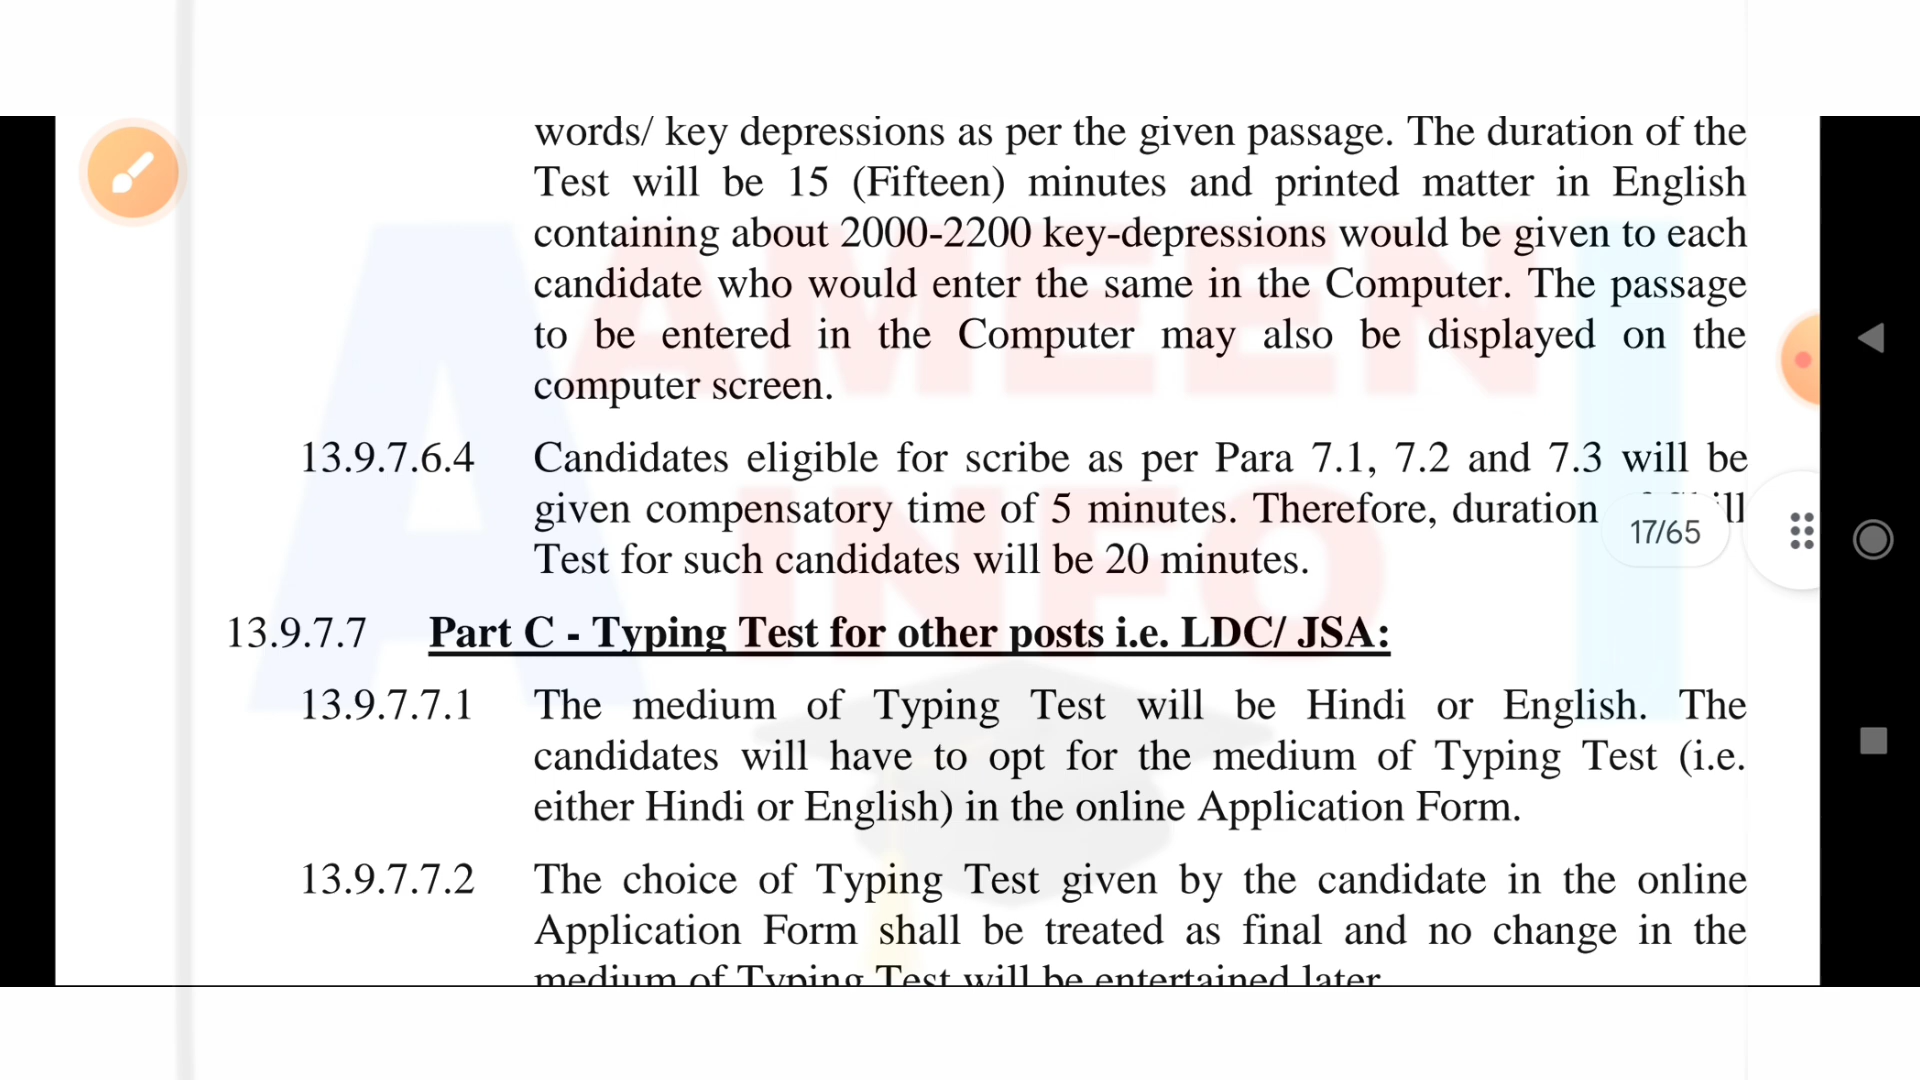 words/ key depressions as per the given passage. The duration of the
Test will be 15 (Fifteen) minutes and printed matter in English
containing about 2000-2200 key-depressions would be given to each
candidate who would enter the same in the Computer. The passage
to be entered in the Computer may also be displayed on the
computer screen.
13.9.7.6.4 Candidates eligible for scribe as per Para 7.1, 7.2 and 7.3 will be
given compensatory time of 5 minutes. Therefore, duration
17/65
Test for such candidates will be 20 minutes.
13.9.7.7 Part C - Typing Test for other posts i.e. LDC/ JSA:
13.9.7.7.1 The medium of Typing Test will be Hindi or English. The
candidates will have to opt for the medium of Typing Test (i.e.
either Hindi or English) in the online Application Form.
13.9.7.7.2 The choice of Typing Test given by the candidate in the online
Application Form shall be treated as final and no change in the
medium of Typing Test will be entertained later
AMEEN
INFO